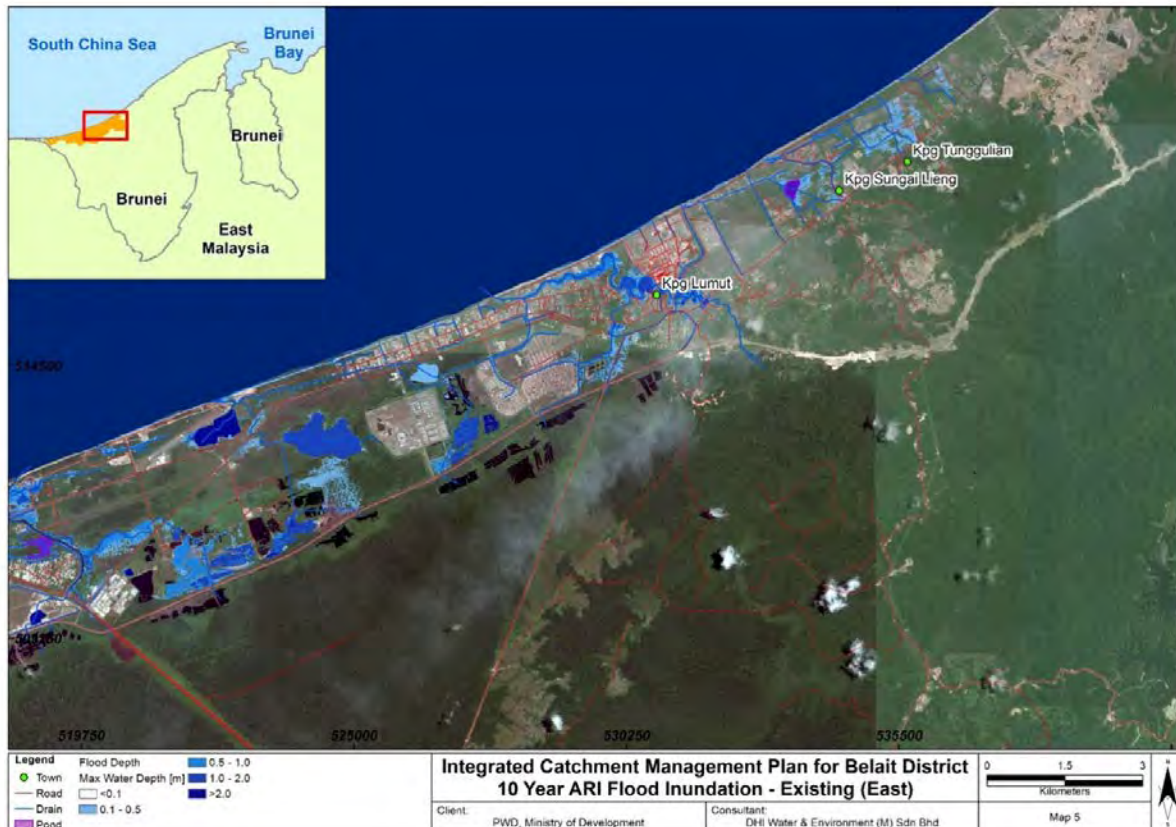 South China Sea
Brunei
Bay
Brunei
Brunei
East
Malaysia
Kpg Tunggulian
Kpg Sungai Lieng
Kpg Lumut
514500
519750
525000
530250
535500
Legend
Town
Road
Drain
Pond
Flood Depth
Max Water Depth [m]
<0.1
0.1 - 0.5
0.5 - 1.0
1.0 - 2.0
>2.0
Integrated Catchment Management Plan for Belait District
10 Year ARI Flood Inundation - Existing (East)
Client:
PWD, Ministry of Development
Consultant:
DHI Water & Environment (M) Sdn Bhd
0 1.5 3
Kilometers
Map 5